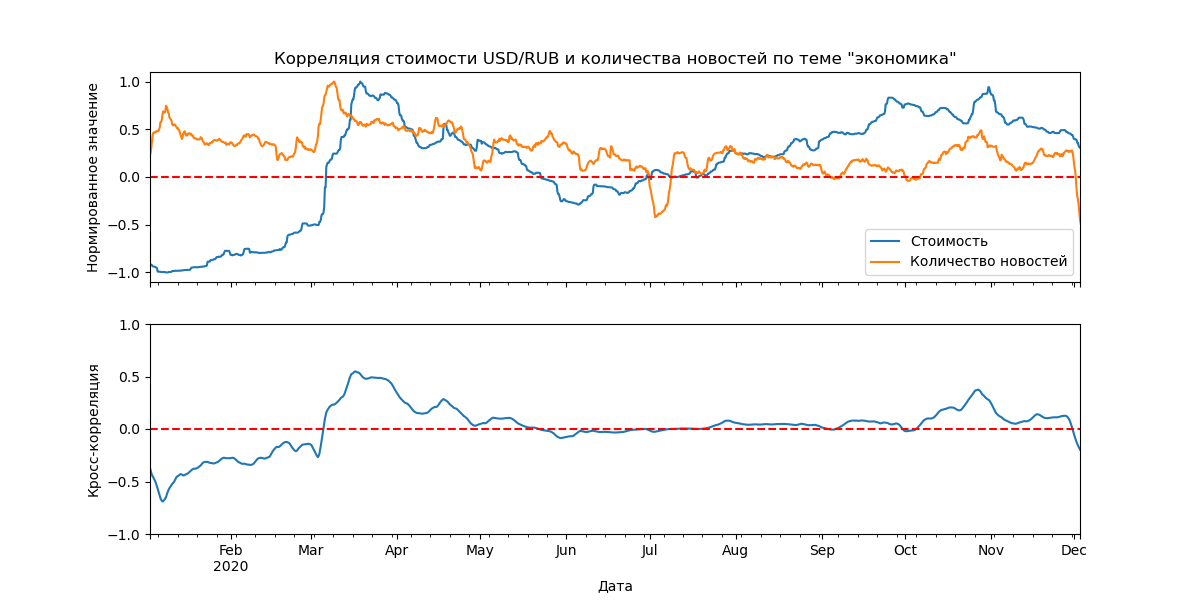 Корреляция стоимости USD/RUB и количества новостей по теме "экономика"
Нормированное значение
1.0
0.5
0.0
−0.5
−1.0
Стоимость
Количество новостей
Кросс-корреляция
1.0
0.5
0.0
−0.5
−1.0
Feb Mar Apr May Jun Jul Aug Sep Oct Nov Dec
2020
Дата